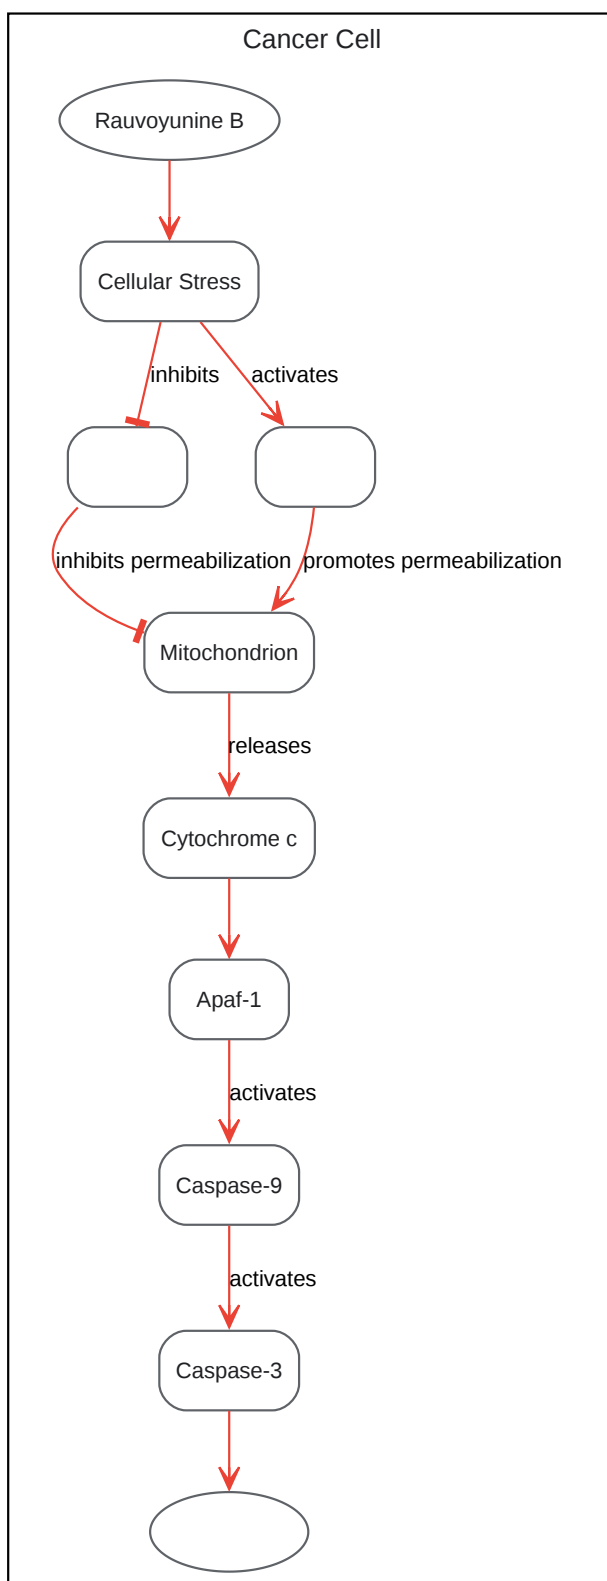 Cancer Cell
Rauvoyunine B
Cellular Stress
inhibits
activates
inhibits permeabilization
promotes permeabilization
Mitochondrion
releases
Cytochrome c
Apaf-1
activates
Caspase-9
activates
Caspase-3